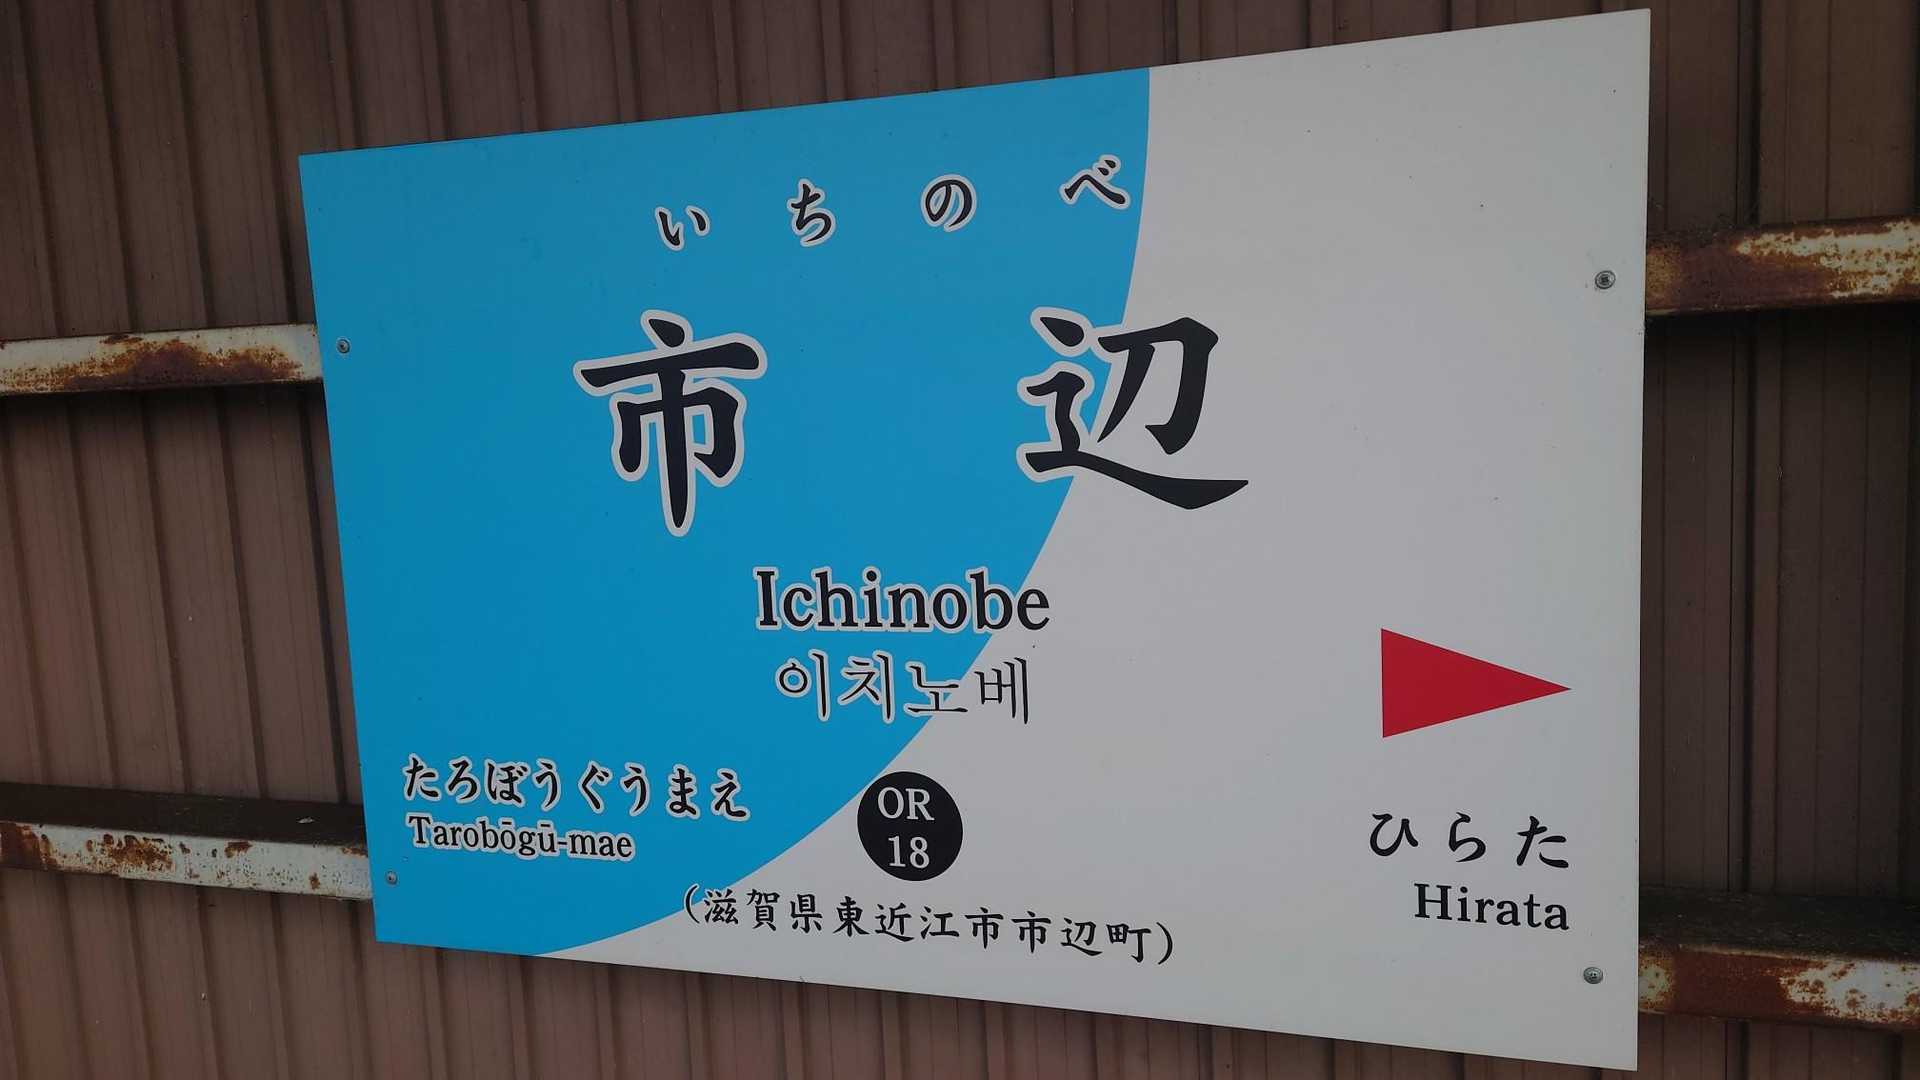 いちのべ
市辺
Ichinobe
이치노베
たろぼうぐうまえ
Tarobōgū-mae
OR
18
ひらた
Hirata
(滋賀県東近江市市辺町)